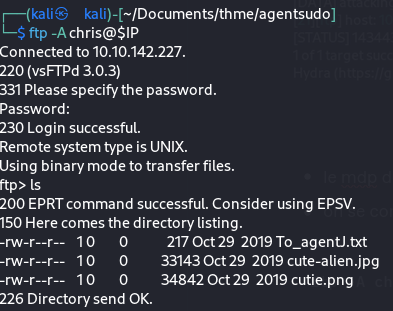 ┌──(kali㉿kali)-[~/Documents/thme/agentsudo]
└─$ ftp -A chris@$IP
Connected to 10.10.142.227.
220 (vsFTPd 3.0.3)
331 Please specify the password.
Password:
230 Login successful.
Remote system type is UNIX.
Using binary mode to transfer files.
ftp> ls
200 EPRT command successful. Consider using EPSV.
150 Here comes the directory listing.
-rw-r--r-- 1 0 0 217 Oct 29 2019 To_agentJ.txt
-rw-r--r-- 1 0 0 33143 Oct 29 2019 cute-alien.jpg
-rw-r--r-- 1 0 0 34842 Oct 29 2019 cutie.png
226 Directory send OK.